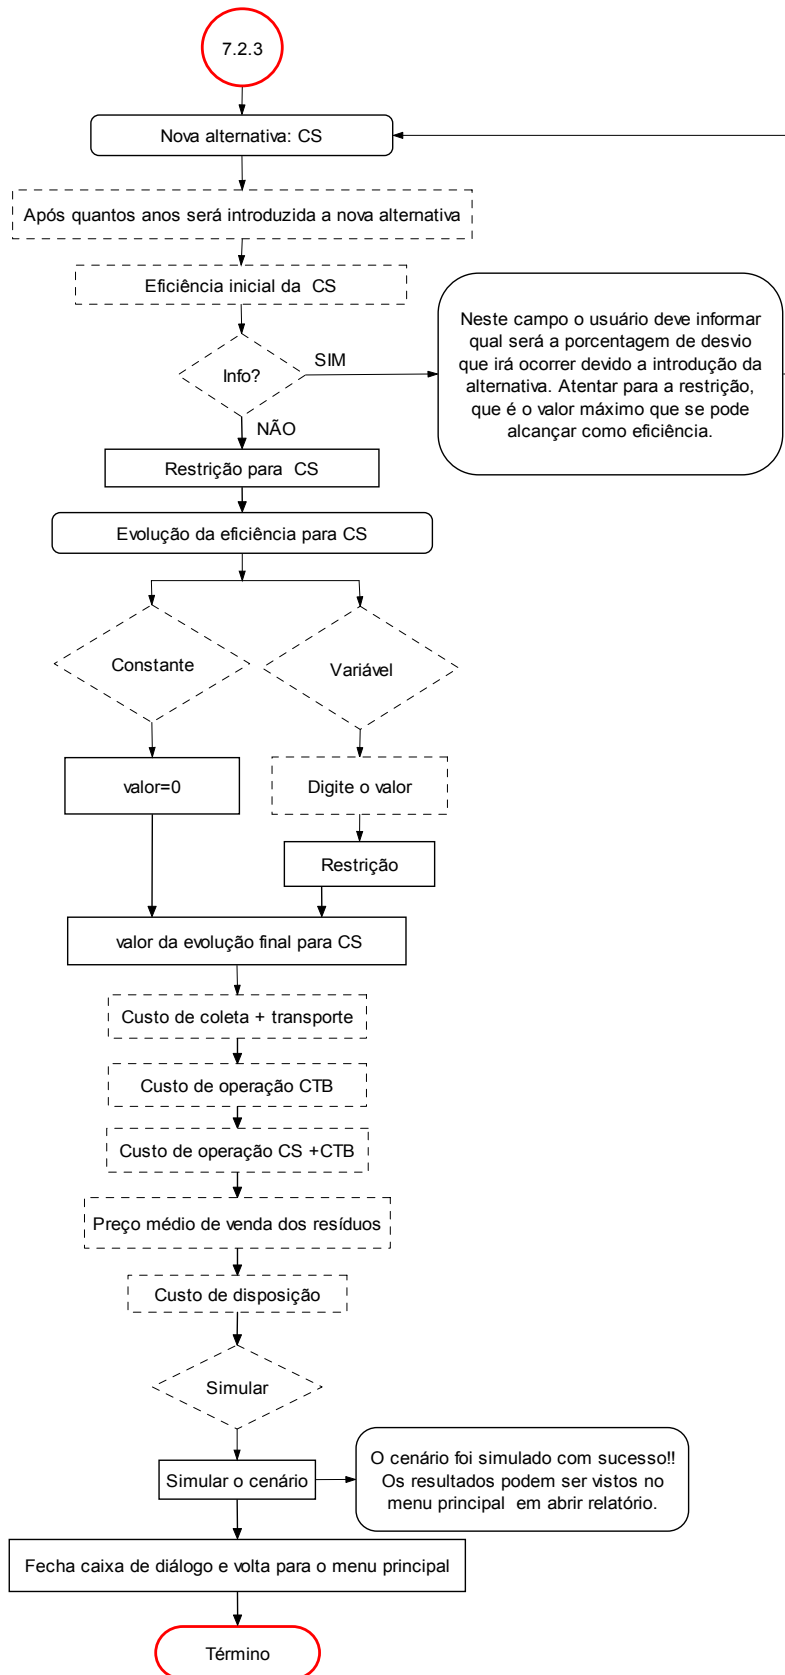 7.2.3
Nova alternativa: CS
Após quantos anos será introduzida a nova alternativa
Eficiência inicial da CS
Info?
SIM
Neste campo o usuário deve informar
qual será a porcentagem de desvio
que irá ocorrer devido a introdução da
alternativa. Atentar para a restrição,
que é o valor máximo que se pode
alcançar como eficiência.
NÃO
Restrição para CS
Evolução da eficiência para CS
Constante
Variável
valor=0
Digite o valor
Restrição
valor da evolução final para CS
Custo de coleta + transporte
Custo de operação CTB
Custo de operação CS +CTB
Preço médio de venda dos resíduos
Custo de disposição
Simular
Simular o cenário
O cenário foi simulado com sucesso!!
Os resultados podem ser vistos no
menu principal em abrir relatório.
Fecha caixa de diálogo e volta para o menu principal
Término